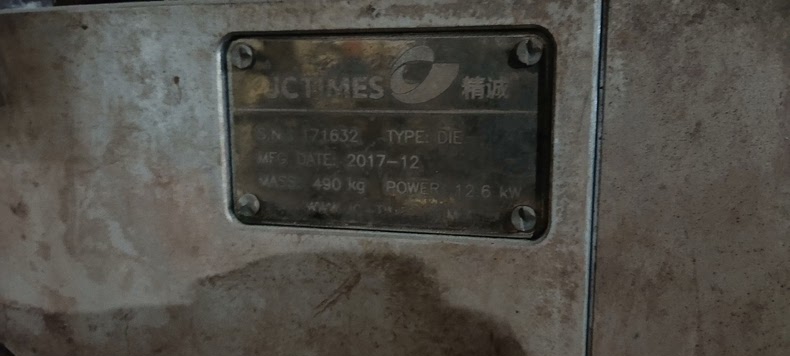 JCTIMES 精诚
S.N.: 171632 TYPE: DIE
MFG DATE: 2017-12
MASS: 490 kg POWER: 12.6 kW